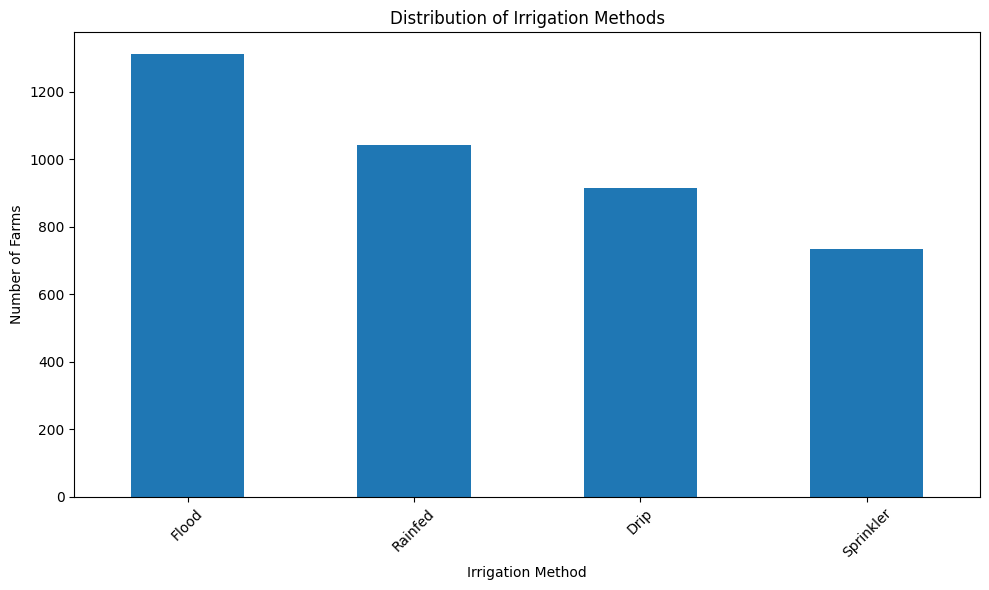 Distribution of Irrigation Methods
Number of Farms
1200
1000
800
600
400
200
0
Flood
Rainfed
Drip
Sprinkler
Irrigation Method